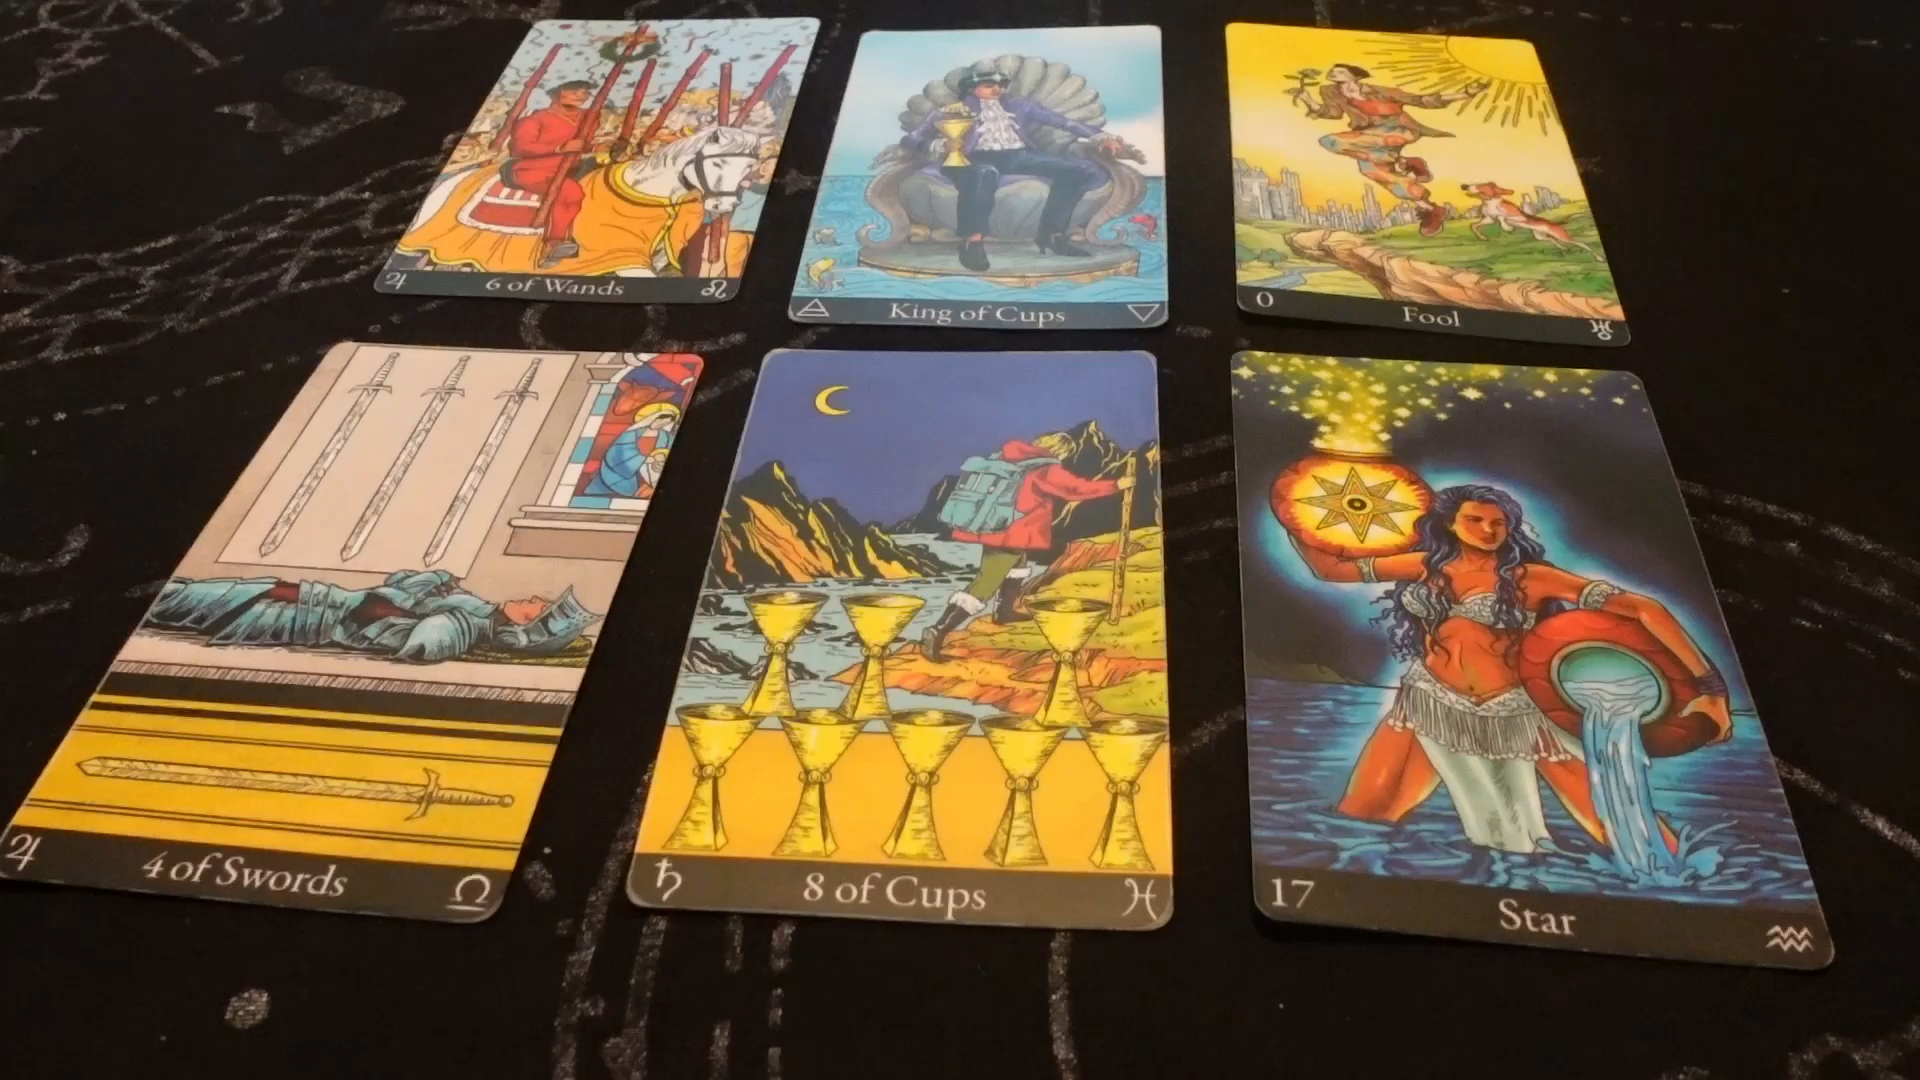 ♃ 6 of Wands ♌
🜁 King of Cups 🜄
0 Fool ♅
♃ 4 of Swords ♎
♄ 8 of Cups ♓
17 Star ♒